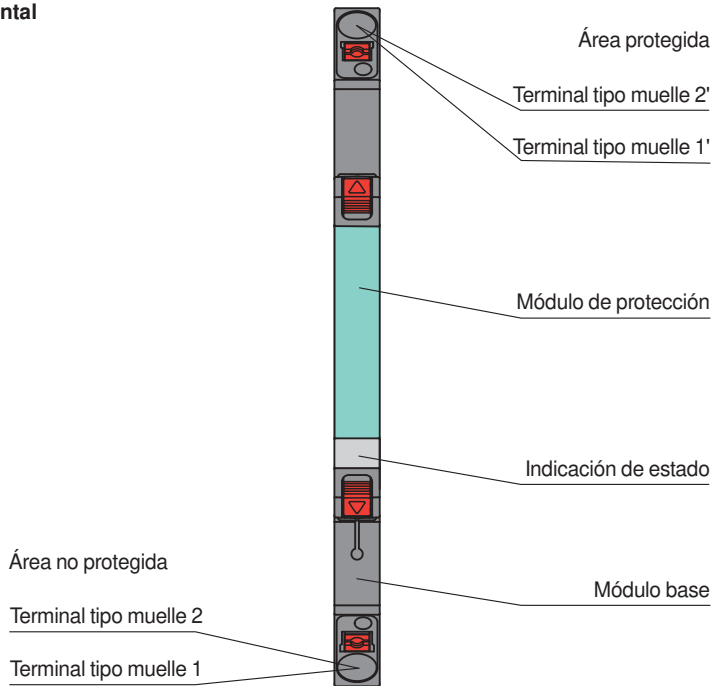 ntal
Área protegida
Terminal tipo muelle 2'
Terminal tipo muelle 1'
Módulo de protección
Indicación de estado
Área no protegida
Módulo base
Terminal tipo muelle 2
Terminal tipo muelle 1